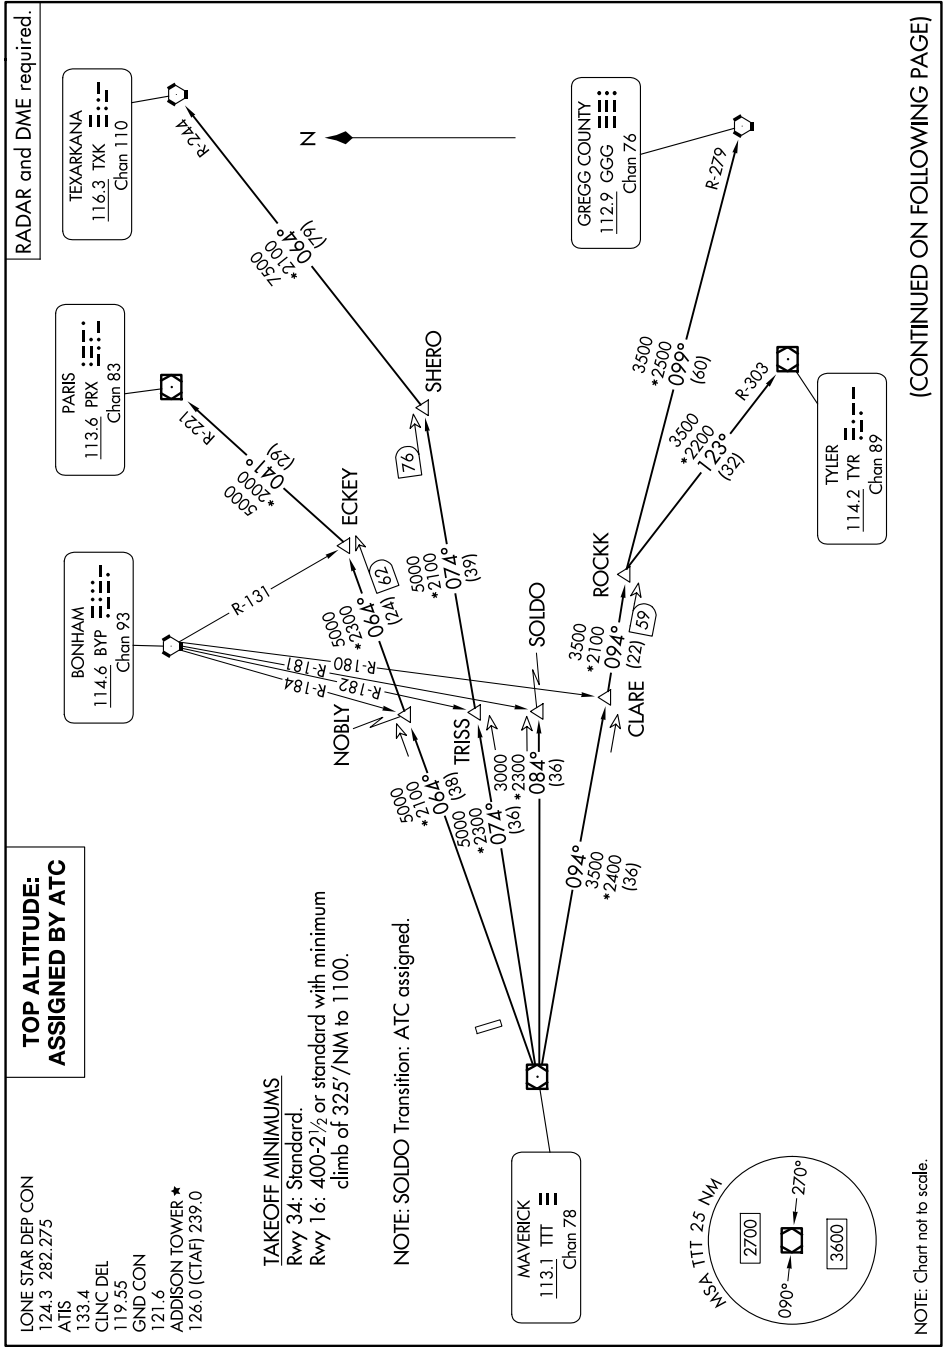 LONE STAR DEP CON
124.3 282.275
ATIS
133.4
CLNC DEL
119.55
GND CON
121.6
ADDISON TOWER ★
126.0 (CTAF) 239.0
TOP ALTITUDE:
ASSIGNED BY ATC
RADAR and DME required.
TAKEOFF MINIMUMS
Rwy 34: Standard.
Rwy 16: 400-2½ or standard with minimum
climb of 325'/NM to 1100.
NOTE: SOLDO Transition: ATC assigned.
BONHAM
114.6 BYP
Chan 93
PARIS
113.6 PRX
Chan 83
TEXARKANA
116.3 TXK
Chan 110
R-131
R-180
R-181
R-182
R-184
R-221
5000
*2000
041°
(29)
R-244
7500
*2100
064°
(79)
N
NOBLY
ECKEY
5000
*2300
064°
(24)
62
5000
*2100
064°
(38)
TRISS
SHERO
76
5000
*2100
074°
(39)
5000
*2300
074°
(36)
SOLDO
3000
*2300
084°
(36)
CLARE
094°
3500
*2400
(36)
ROCKK
3500
*2100
094°
(22)
59
3500
*2500
099°
(60)
R-279
3500
*2200
123°
(32)
R-303
GREGG COUNTY
112.9 GGG
Chan 76
TYLER
114.2 TYR
Chan 89
MAVERICK
113.1 TTT
Chan 78
MSA TTT 25 NM
2700
090°
270°
3600
NOTE: Chart not to scale.
(CONTINUED ON FOLLOWING PAGE)